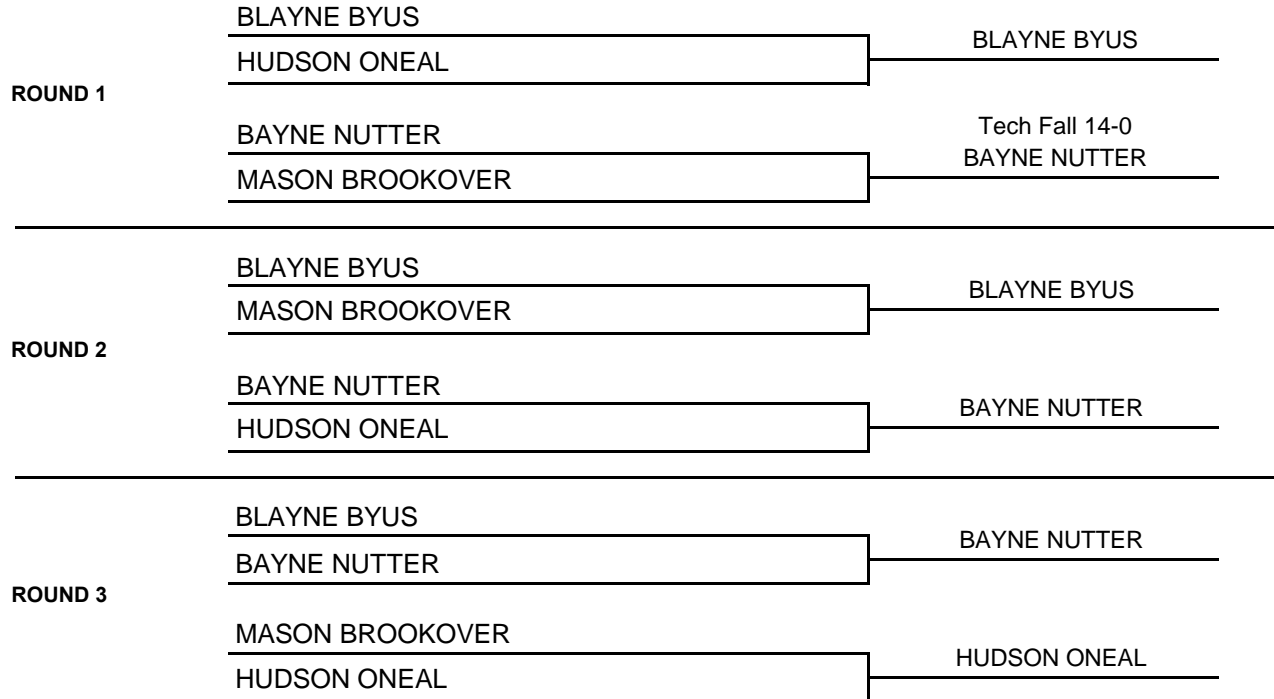 BLAYNE BYUS
HUDSON ONEAL
BLAYNE BYUS
ROUND 1
BAYNE NUTTER
MASON BROOKOVER
Tech Fall 14-0
BAYNE NUTTER
BLAYNE BYUS
MASON BROOKOVER
BLAYNE BYUS
ROUND 2
BAYNE NUTTER
HUDSON ONEAL
BAYNE NUTTER
BLAYNE BYUS
BAYNE NUTTER
BAYNE NUTTER
ROUND 3
MASON BROOKOVER
HUDSON ONEAL
HUDSON ONEAL